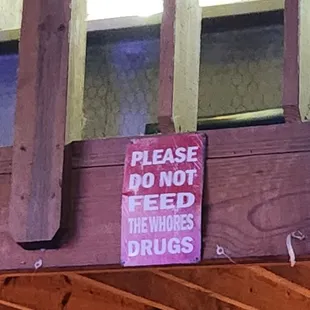 PLEASE
DO NOT
FEED
THE WHORES
DRUGS